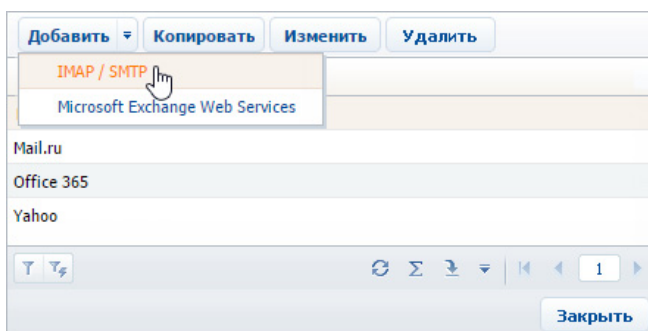 Добавить Копировать Изменить Удалить
IMAP / SMTP
Microsoft Exchange Web Services
Mail.ru
Office 365
Yahoo
1
Закрыть